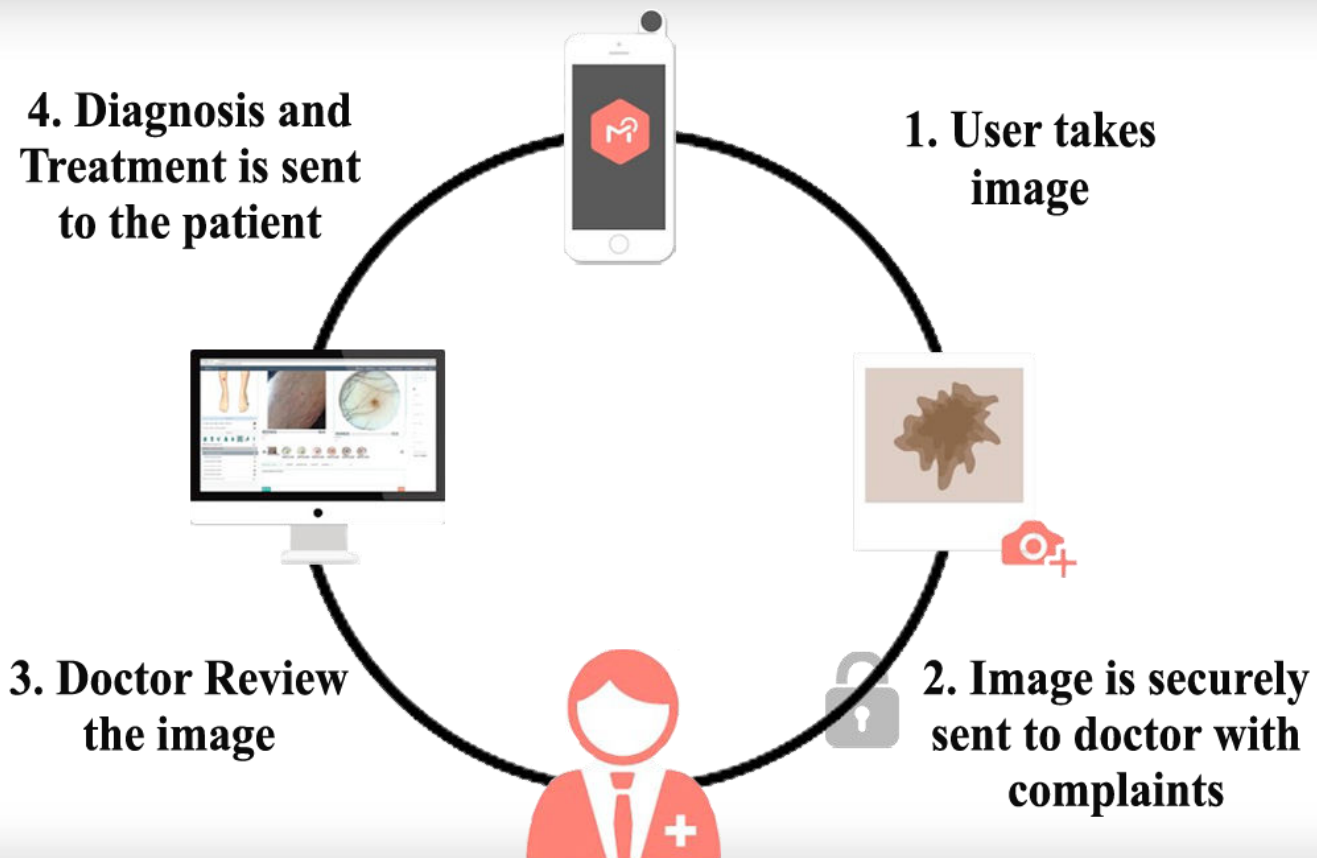 1. User takes
image
2. Image is securely
sent to doctor with
complaints
3. Doctor Review
the image
4. Diagnosis and
Treatment is sent
to the patient